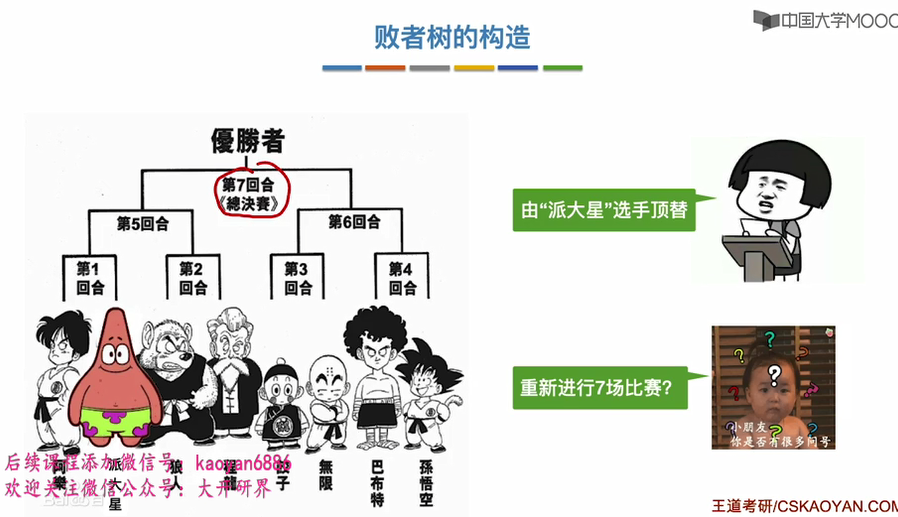 败者树的构造
中国大学MOOC
優勝者
第7回合
《總決賽》
第5回合
第6回合
第1
回合
第2
回合
第3
回合
第4
回合
由“派大星”选手顶替
重新进行7场比赛？
小朋友
你是否有很多问号
阿樂
派大星
狼人
餃子
無限
巴布特
孫悟空
后续课程添加微信号：kaoyan6886
欢迎关注微信公众号：大开研界
王道考研/CSKAOYAN.COM